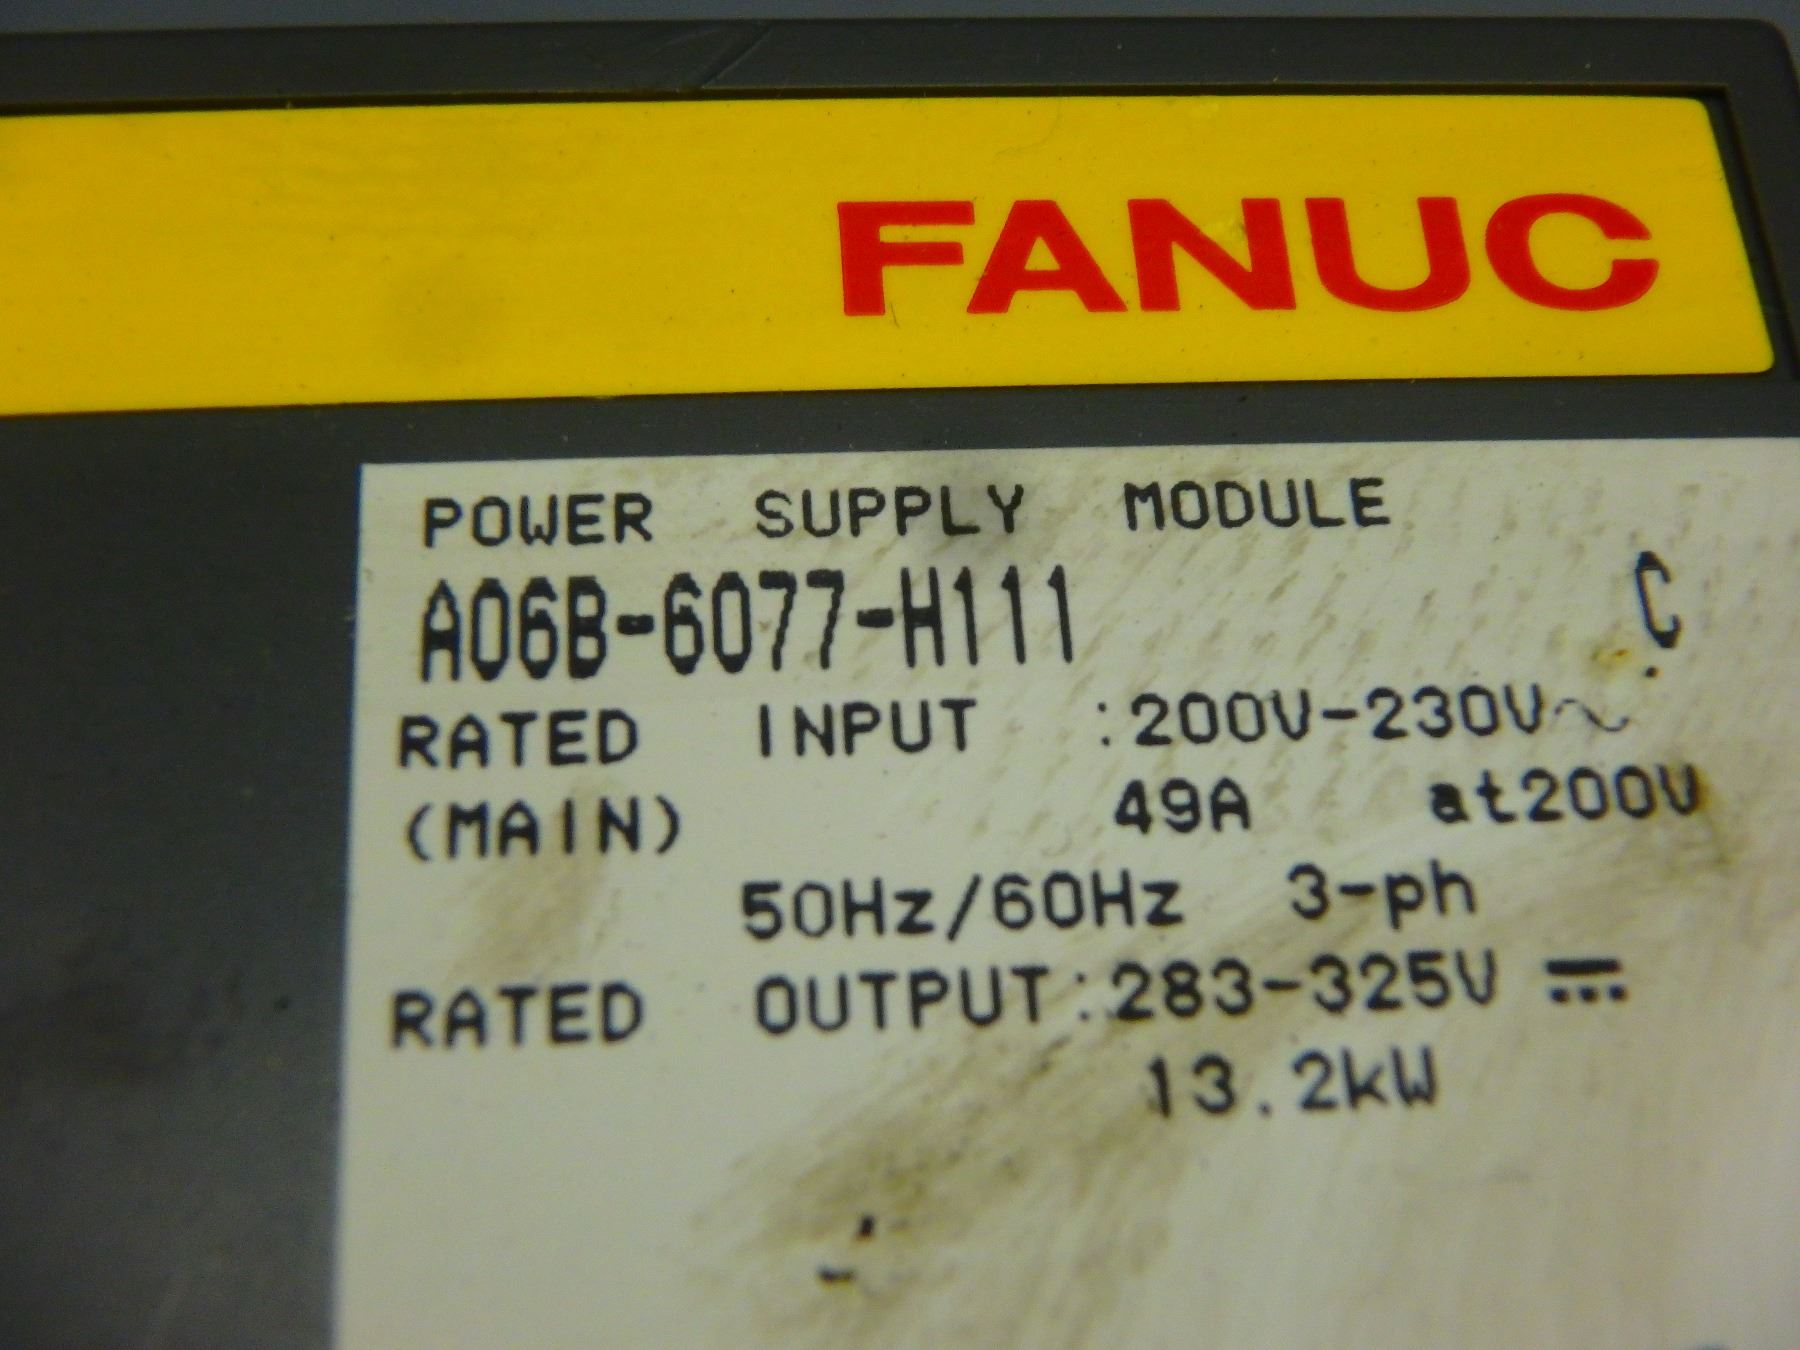 FANUC
POWER SUPPLY MODULE
A06B-6077-H111 C
RATED INPUT :200V-230V~
(MAIN) 49A at200V
50Hz/60Hz 3-ph
RATED OUTPUT:283-325V ⎓
13.2kW